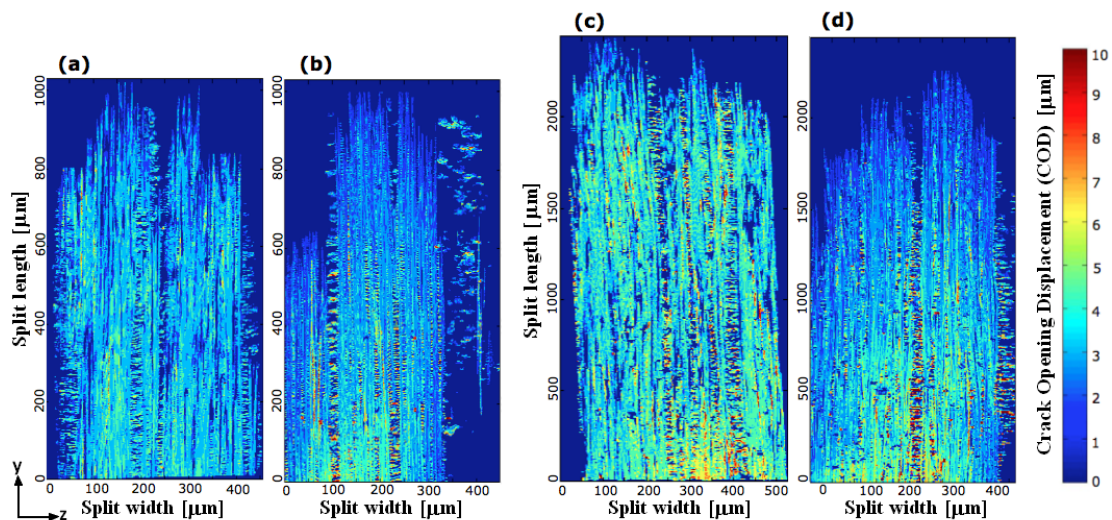 (a)
(b)
(c)
(d)
1000
800
600
400
200
0
Split length [μm]
0 100 200 300 400
Split width [μm]
y
z
1000
800
600
400
200
0
0 100 200 300 400
Split width [μm]
2000
1500
1000
500
0
Split length [μm]
0 100 200 300 400 500
Split width [μm]
2000
1500
1000
500
0
0 100 200 300 400
Split width [μm]
10
9
8
7
6
5
4
3
2
1
0
Crack Opening Displacement (COD) [μm]